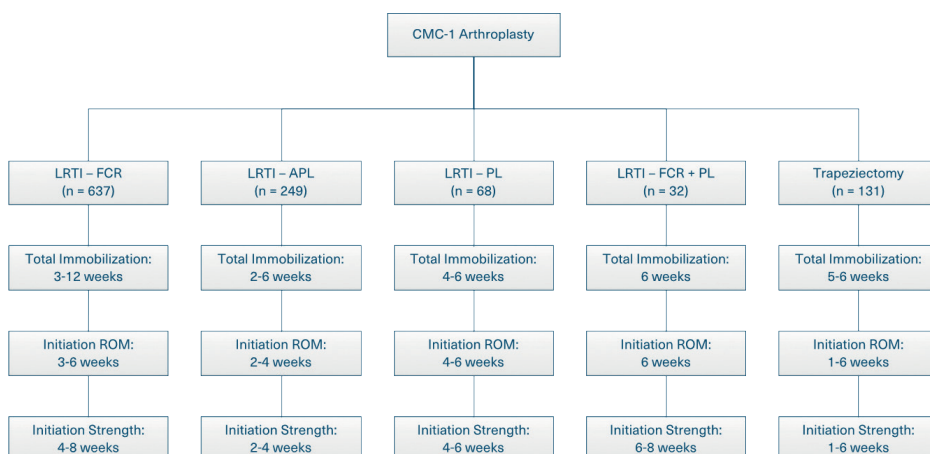 CMC-1 Arthroplasty
LRTI – FCR
(n = 637)
LRTI – APL
(n = 249)
LRTI – PL
(n = 68)
LRTI – FCR + PL
(n = 32)
Trapeziectomy
(n = 131)
Total Immobilization:
3-12 weeks
Total Immobilization:
2-6 weeks
Total Immobilization:
4-6 weeks
Total Immobilization:
6 weeks
Total Immobilization:
5-6 weeks
Initiation ROM:
3-6 weeks
Initiation ROM:
2-4 weeks
Initiation ROM:
4-6 weeks
Initiation ROM:
6 weeks
Initiation ROM:
1-6 weeks
Initiation Strength:
4-8 weeks
Initiation Strength:
2-4 weeks
Initiation Strength:
4-6 weeks
Initiation Strength:
6-8 weeks
Initiation Strength:
1-6 weeks